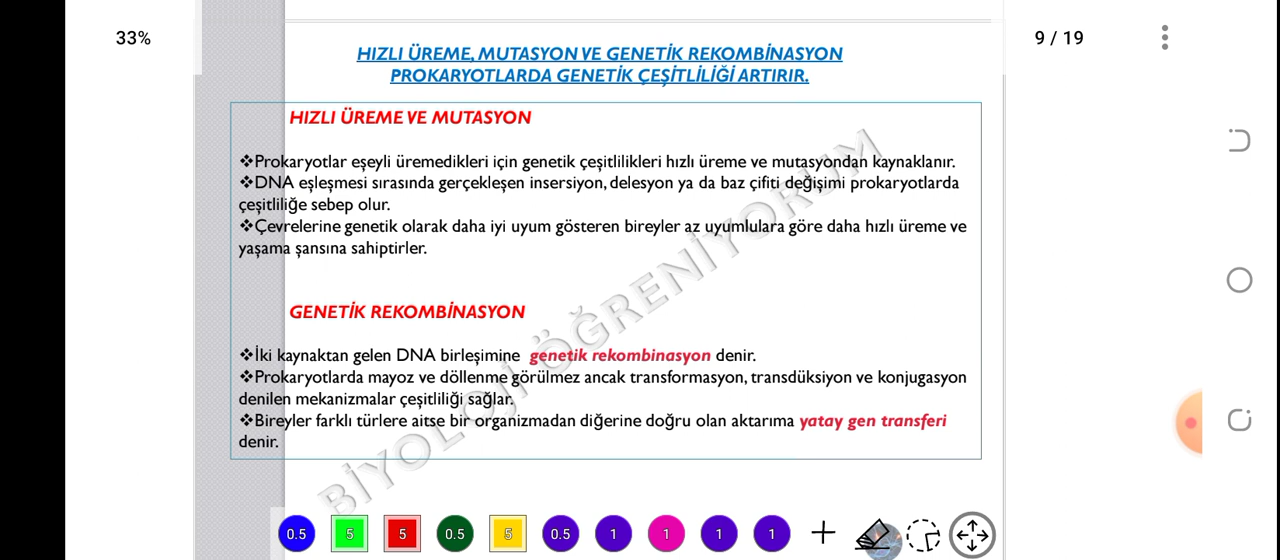 33%
9 / 19
HIZLI ÜREME, MUTASYON VE GENETİK REKOMBİNASYON
PROKARYOTLARDA GENETİK ÇEŞİTLİLİĞİ ARTIRIR.
HIZLI ÜREME VE MUTASYON
❖Prokaryotlar eşeyli üremedikleri için genetik çeşitlilikleri hızlı üreme ve mutasyondan kaynaklanır.
❖DNA eşleşmesi sırasında gerçekleşen insersiyon, delesyon ya da baz çifiti değişimi prokaryotlarda
çeşitliliğe sebep olur.
❖Çevrelerine genetik olarak daha iyi uyum gösteren bireyler az uyumlulara göre daha hızlı üreme ve
yaşama şansına sahiptirler.
GENETİK REKOMBİNASYON
❖İki kaynaktan gelen DNA birleşimine genetik rekombinasyon denir.
❖Prokaryotlarda mayoz ve döllenme görülmez ancak transformasyon, transdüksiyon ve konjugasyon
denilen mekanizmalar çeşitliliği sağlar.
❖Bireyler farklı türlere aitse bir organizmadan diğerine doğru olan aktarıma yatay gen transferi
denir.
BİYOLOJİ ÖĞRENİYORUM
0.5 5 5 0.5 5 0.5 1 1 1 1